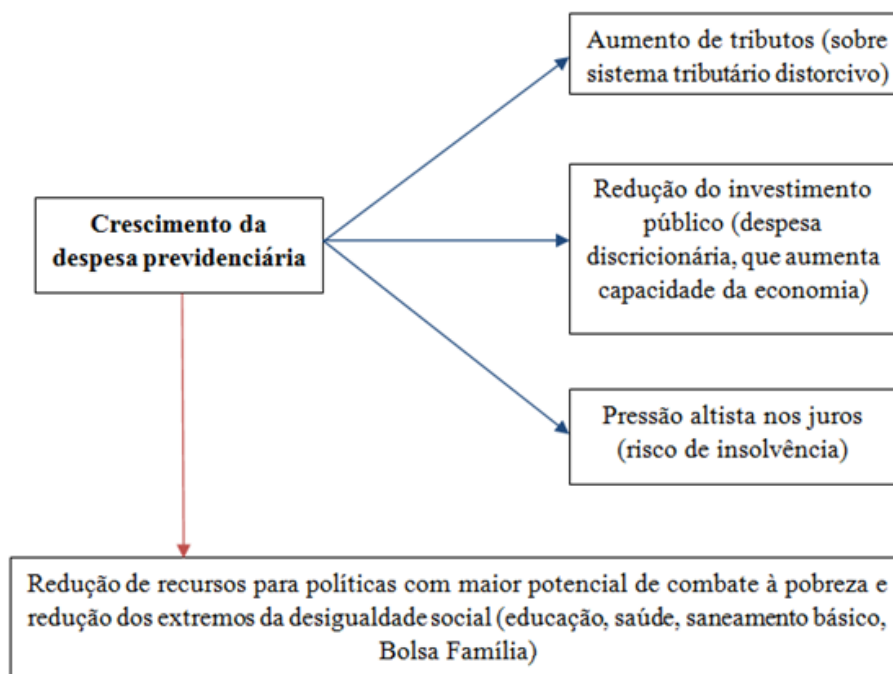 Aumento de tributos (sobre
sistema tributário distorcivo)
Crescimento da
despesa previdenciária
Redução do investimento
público (despesa
discricionária, que aumenta
capacidade da economia)
Pressão altista nos juros
(risco de insolvência)
Redução de recursos para políticas com maior potencial de combate à pobreza e
redução dos extremos da desigualdade social (educação, saúde, saneamento básico,
Bolsa Família)